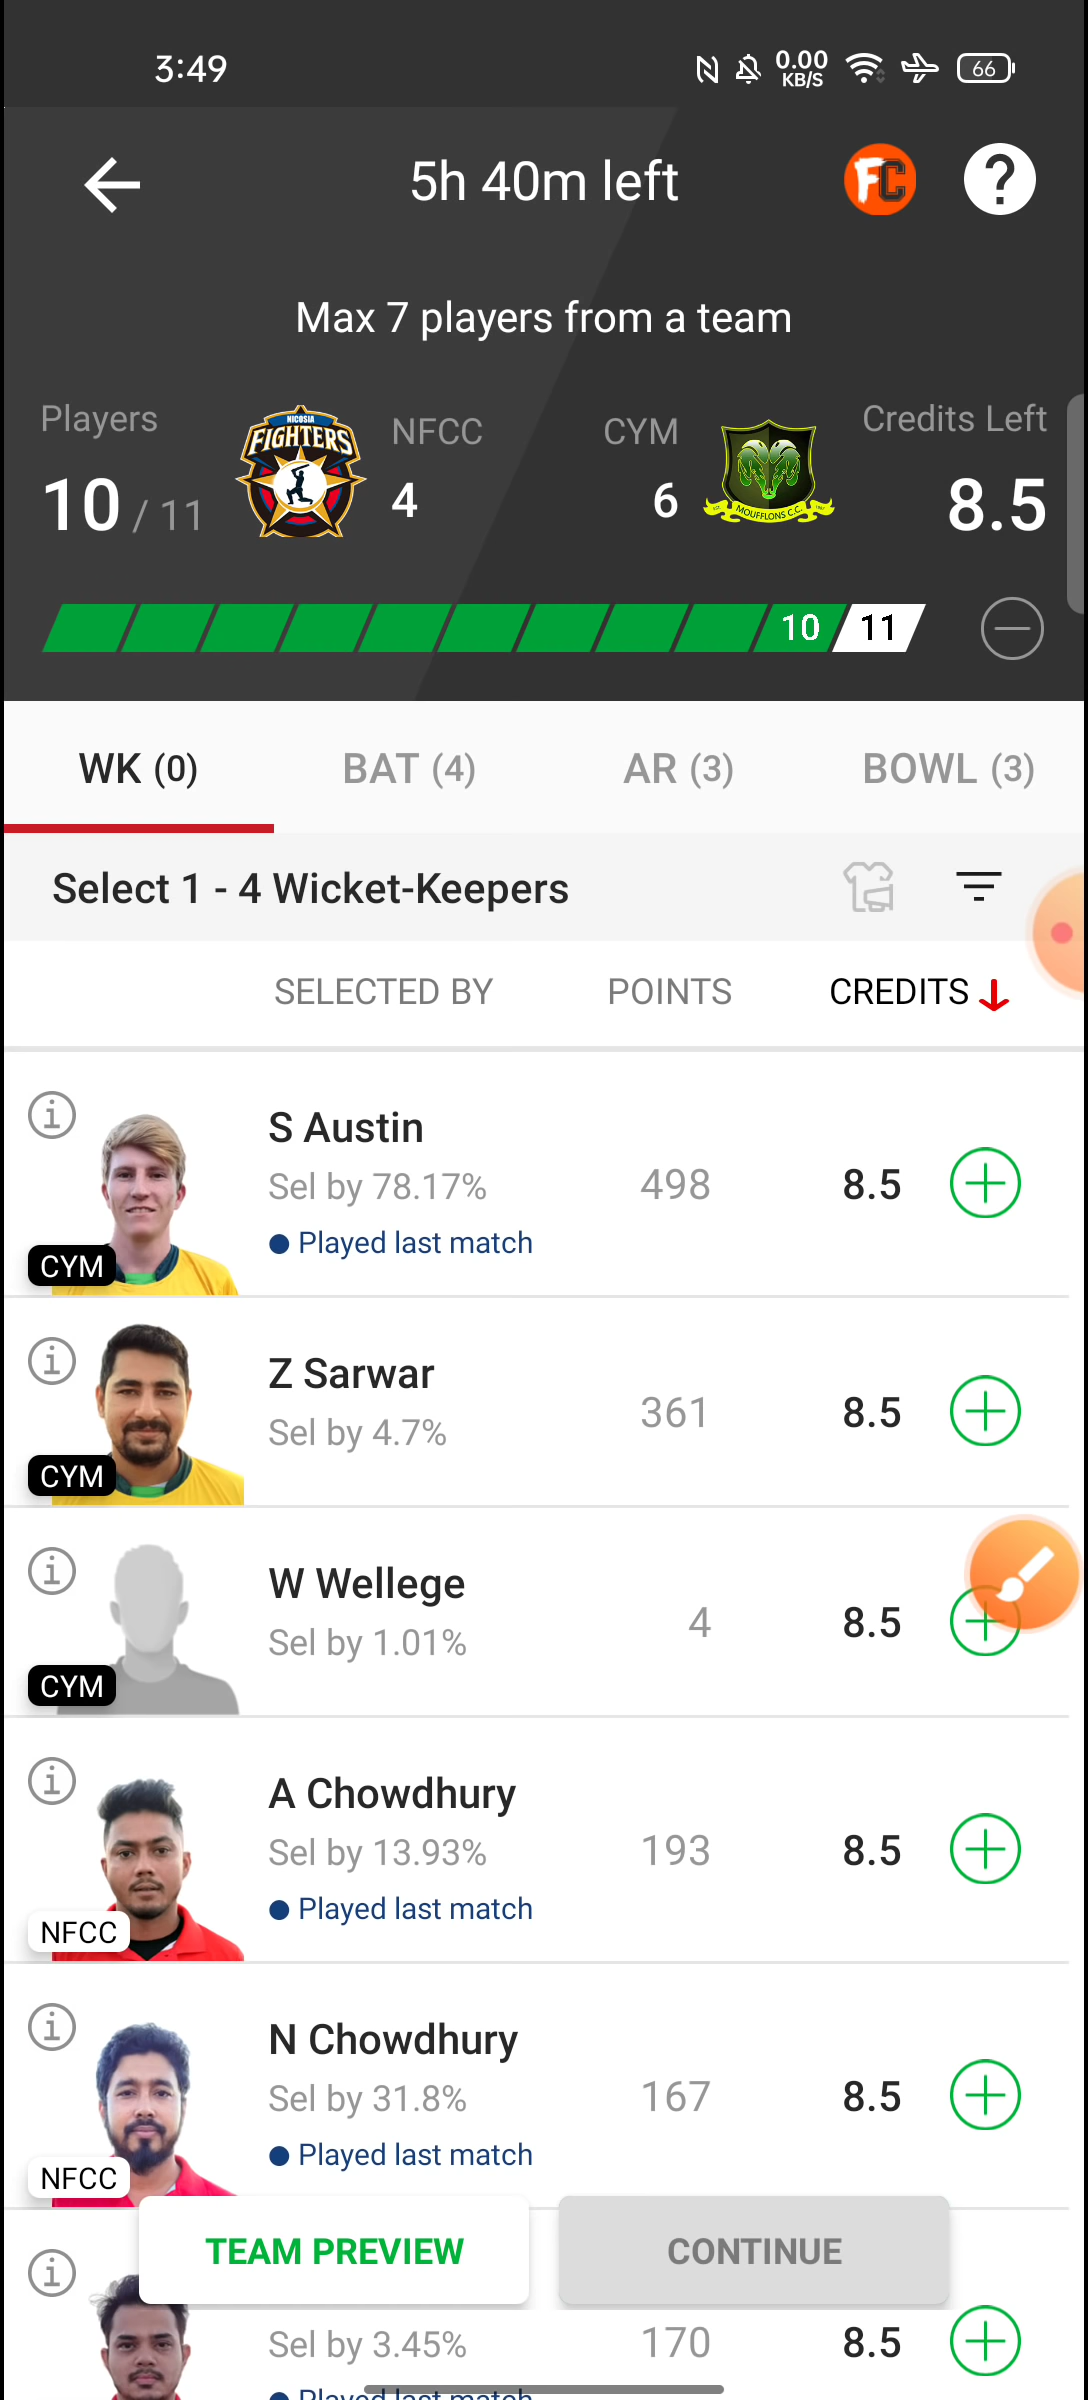 3:49
0.00
KB/S
66
5h 40m left
FC
?
Max 7 players from a team
Players
10 / 11
NICOSIA
FIGHTERS
NFCC
4
CYM
6
MOUFFLONS C.C.
Credits Left
8.5
10
11
WK (0)
BAT (4)
AR (3)
BOWL (3)
Select 1 - 4 Wicket-Keepers
SELECTED BY
POINTS
CREDITS
S Austin
Sel by 78.17%
Played last match
CYM
498
8.5
Z Sarwar
Sel by 4.7%
CYM
361
8.5
W Wellege
Sel by 1.01%
CYM
4
8.5
A Chowdhury
Sel by 13.93%
Played last match
NFCC
193
8.5
N Chowdhury
Sel by 31.8%
Played last match
NFCC
167
8.5
TEAM PREVIEW
CONTINUE
Sel by 3.45%
170
8.5
Played last match